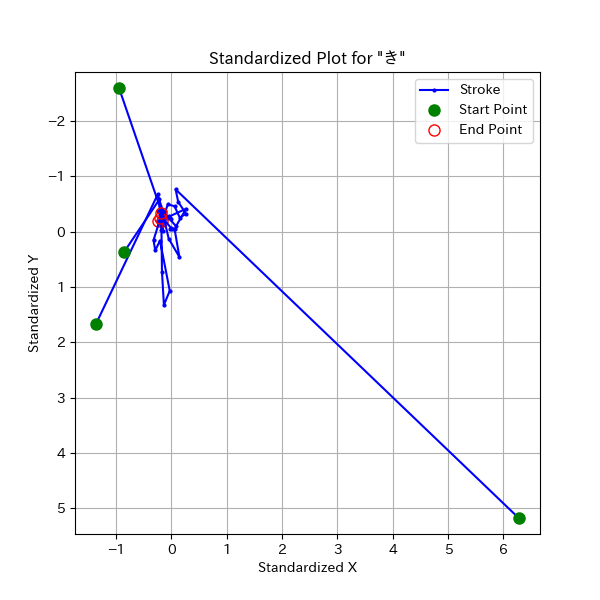 Standardized Plot for "き"
Stroke
Start Point
End Point
−2
−1
0
1
2
3
4
5
Standardized Y
−1 0 1 2 3 4 5 6
Standardized X